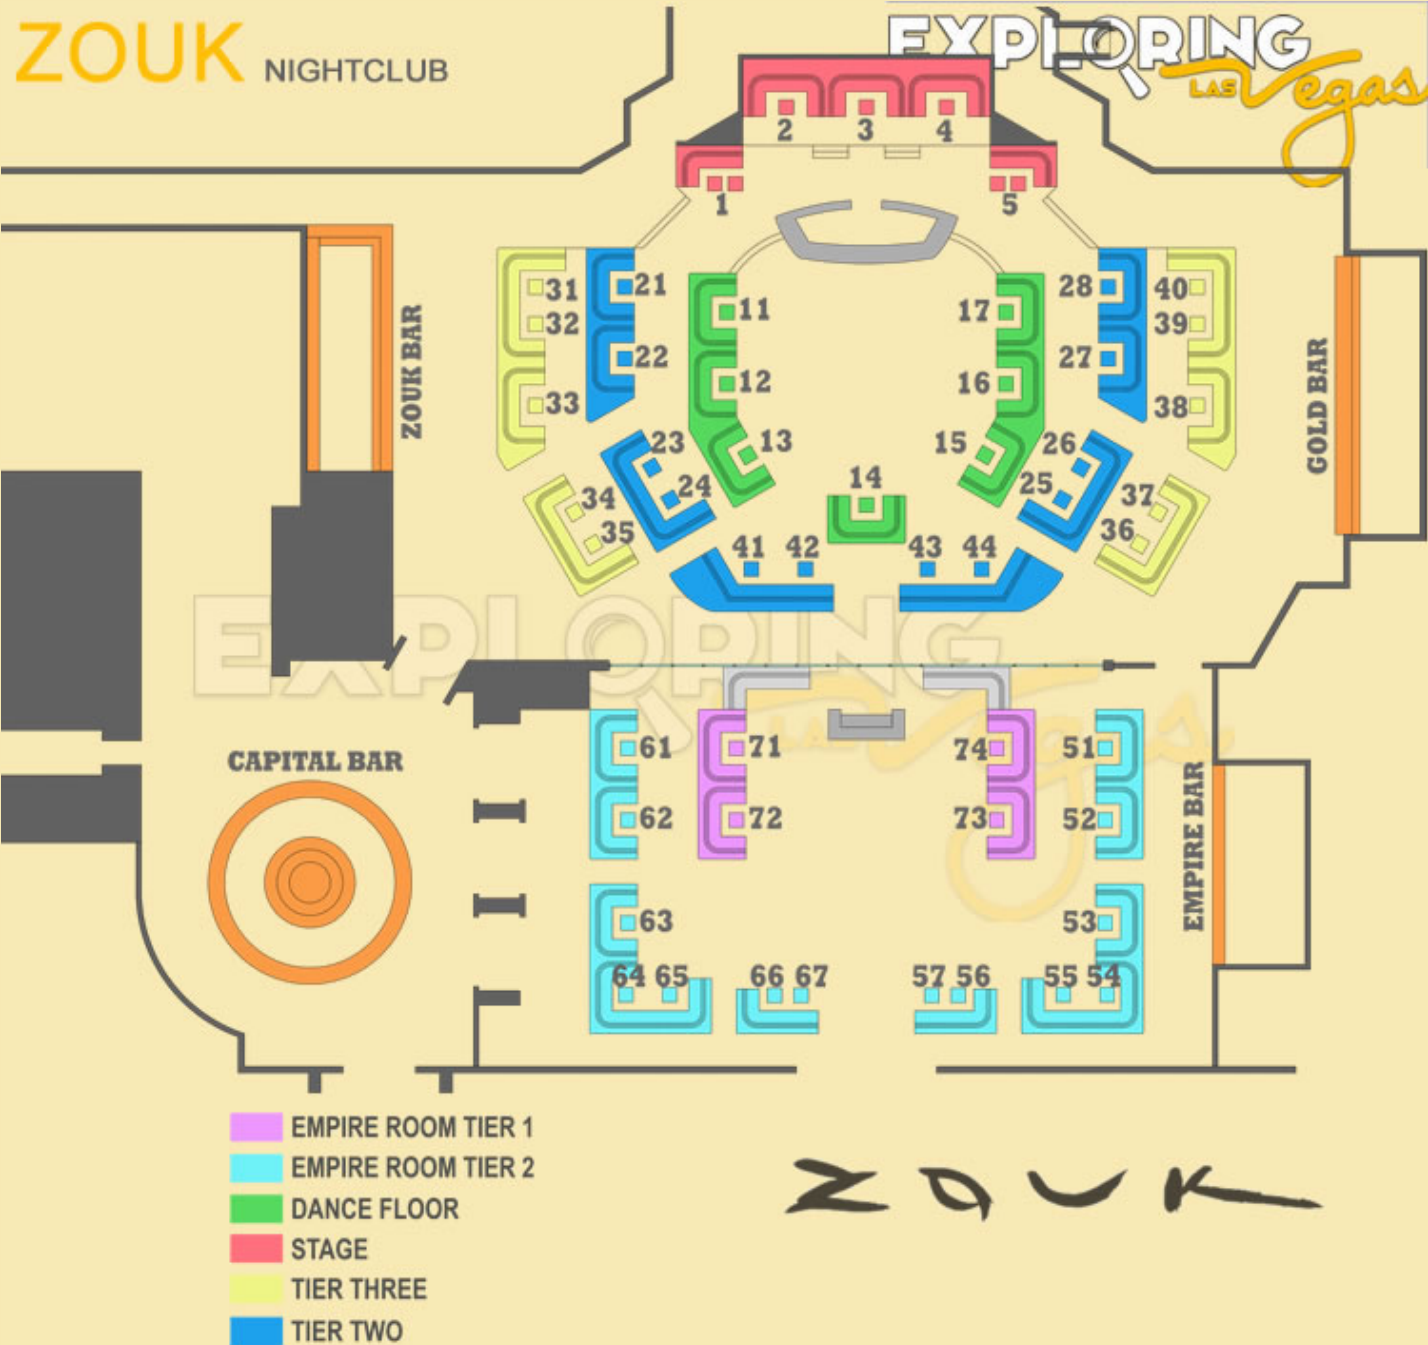 ZOUK NIGHTCLUB
EXPLORING
LAS Vegas
2 3 4
1 5
31 21 11 17 28 40
32 39
22 12 16 27
33 38
23 13 15 26
24 14 25
34 37
35 41 42 43 44 36
ZOUK BAR
GOLD BAR
EXPLORING
LAS Vegas
CAPITAL BAR
61 71 74 51
62 72 73 52
EMPIRE BAR
63 53
64 65 66 67 57 56 55 54
EMPIRE ROOM TIER 1
EMPIRE ROOM TIER 2
DANCE FLOOR
STAGE
TIER THREE
TIER TWO
ZOUK